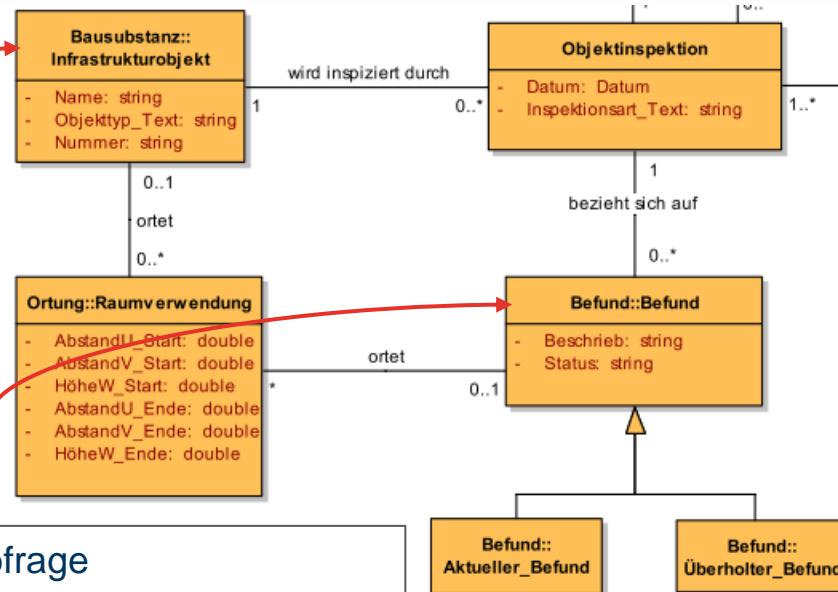 Bausubstanz::
Infrastrukturobjekt
- Name: string
- Objekttyp_Text: string
- Nummer: string
wird inspiziert durch
1
0..*
Objektinspektion
- Datum: Datum
- Inspektionsart_Text: string
1..*
0..1
ortet
0..*
1
bezieht sich auf
0..*
Ortung::Raumverwendung
- AbstandU_Start: double
- AbstandV_Start: double
- HöheW_Start: double
- AbstandU_Ende: double
- AbstandV_Ende: double
- HöheW_Ende: double
ortet
*
0..1
Befund::Befund
- Beschrieb: string
- Status: string
Befund::
Aktueller_Befund
Befund::
Überholter_Befund
ofrage